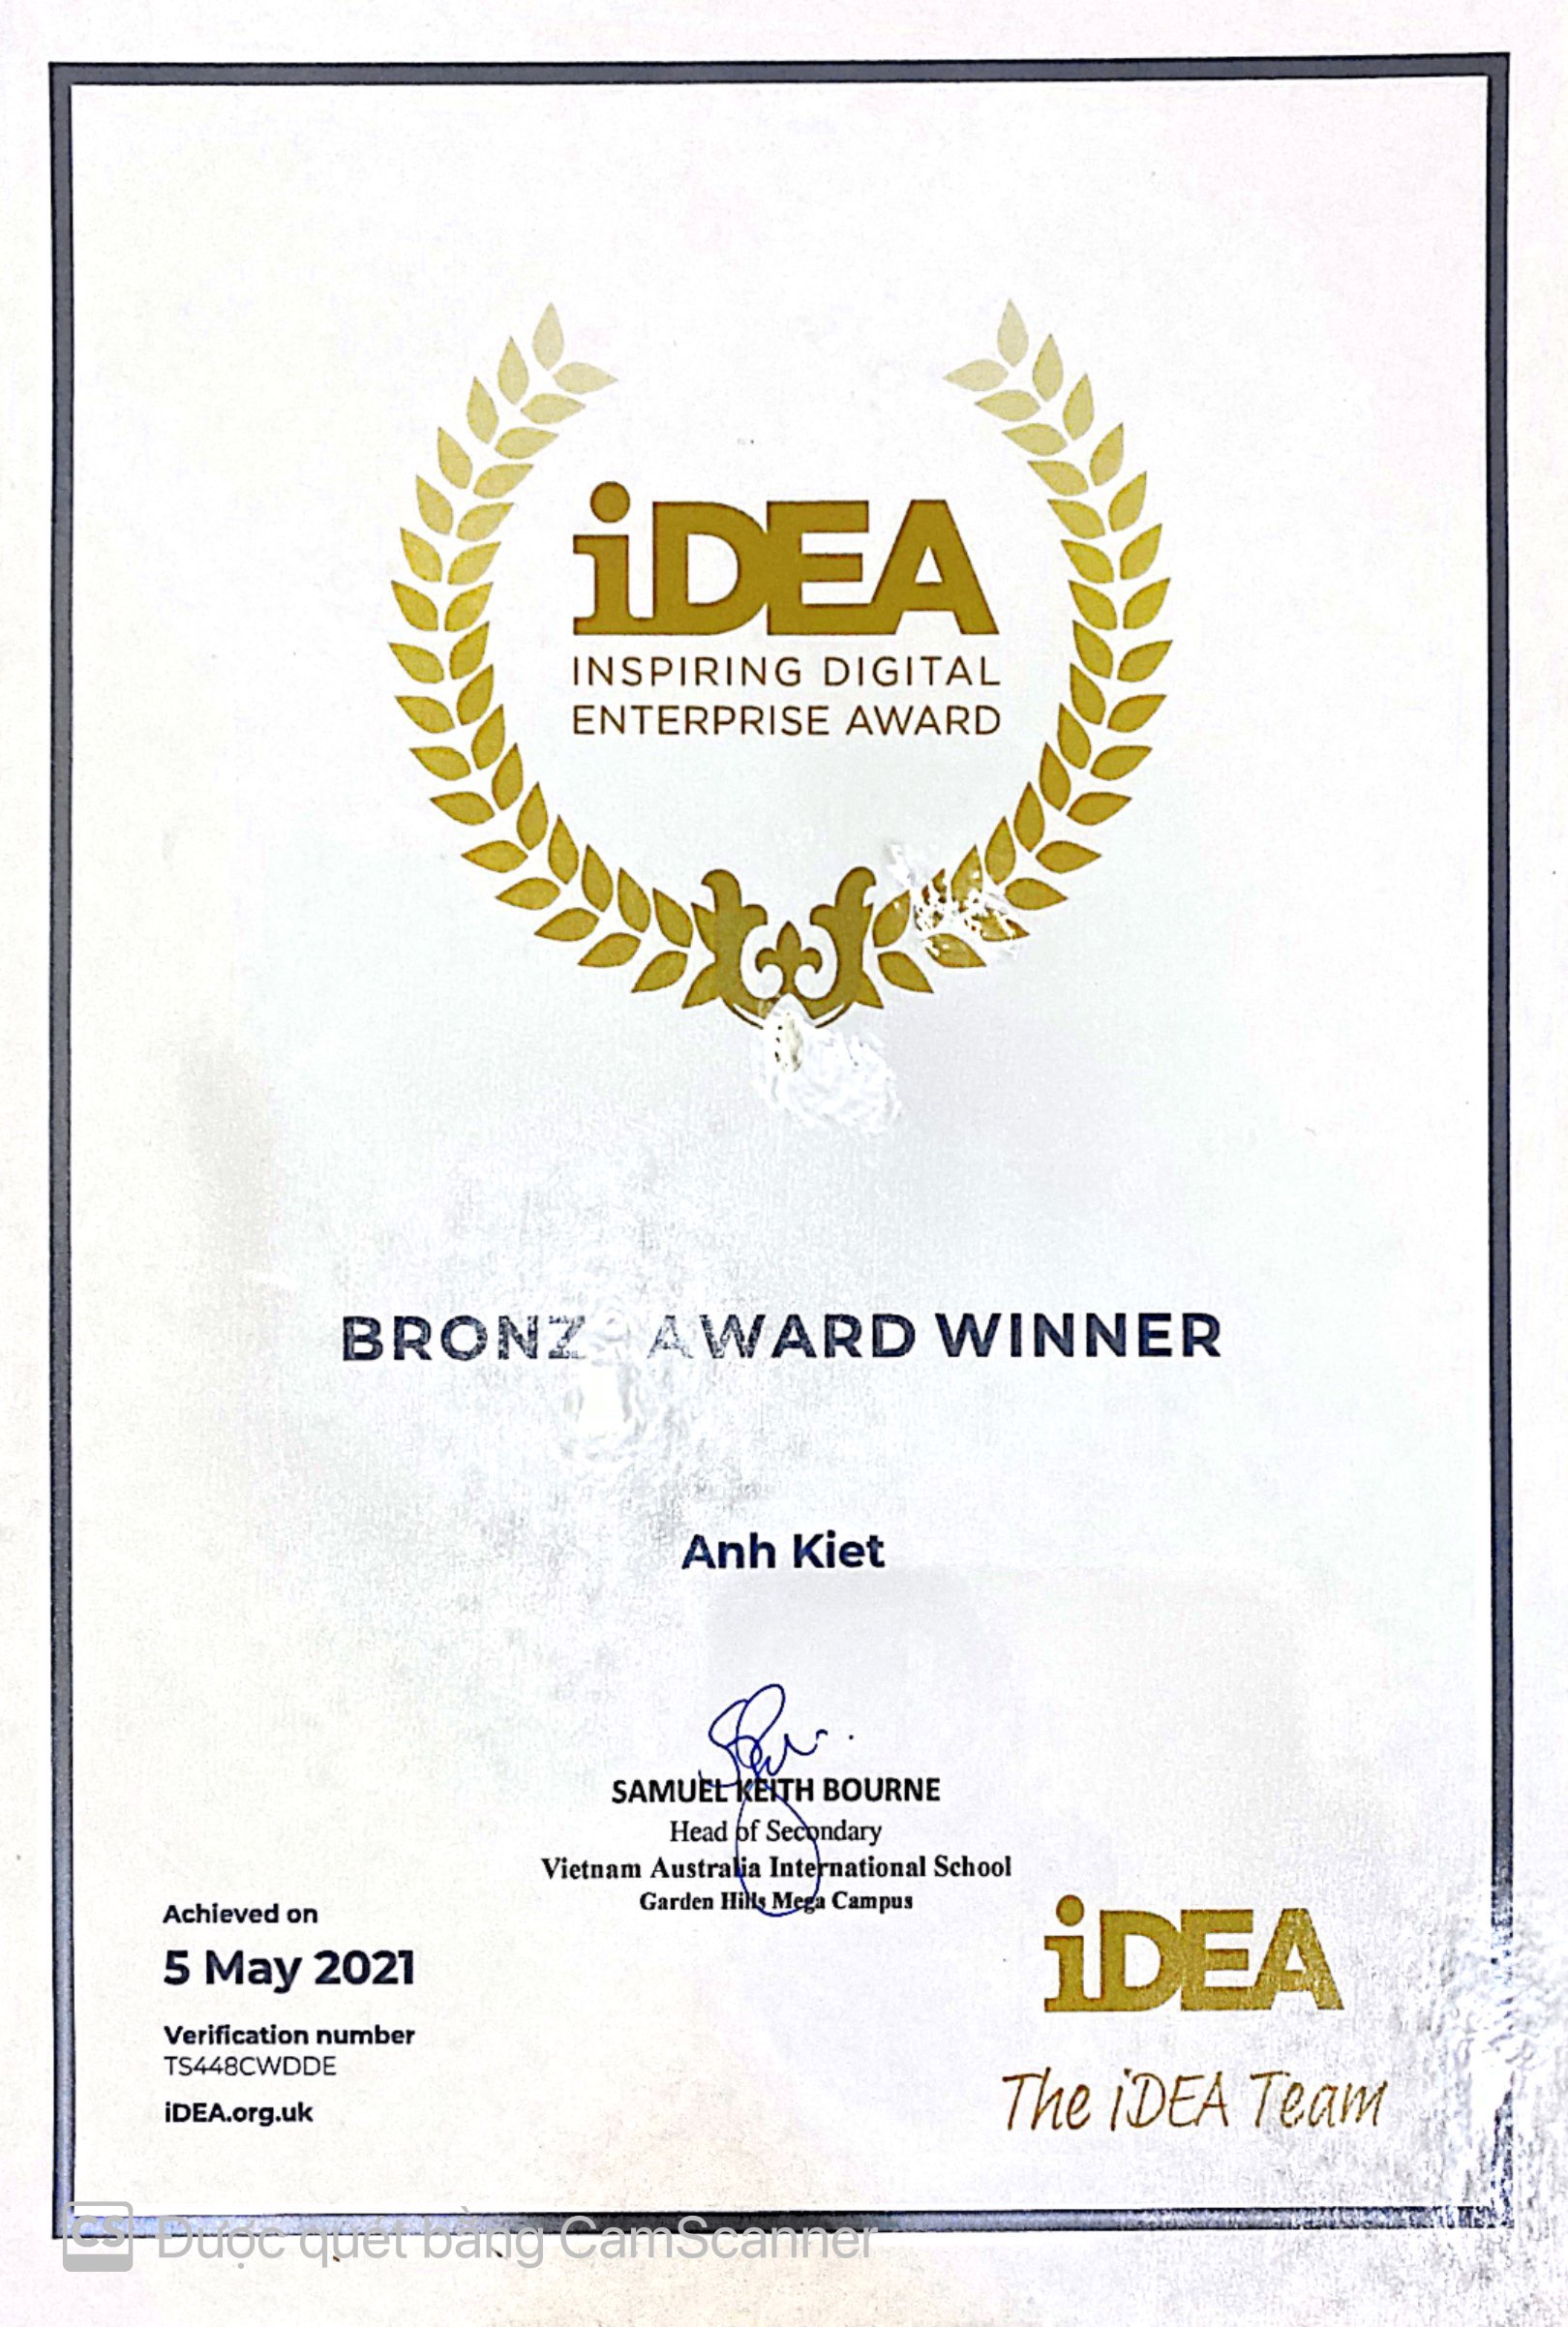 iDEA
INSPIRING DIGITAL
ENTERPRISE AWARD
BRONZ AWARD WINNER
Anh Kiet
SAMUEL KEITH BOURNE
Head of Secondary
Vietnam Australia International School
Garden Hills Mega Campus
Achieved on
5 May 2021
Verification number
TS448CWDDE
iDEA.org.uk
iDEA
The iDEA Team
CS Được quét bằng CamScanner